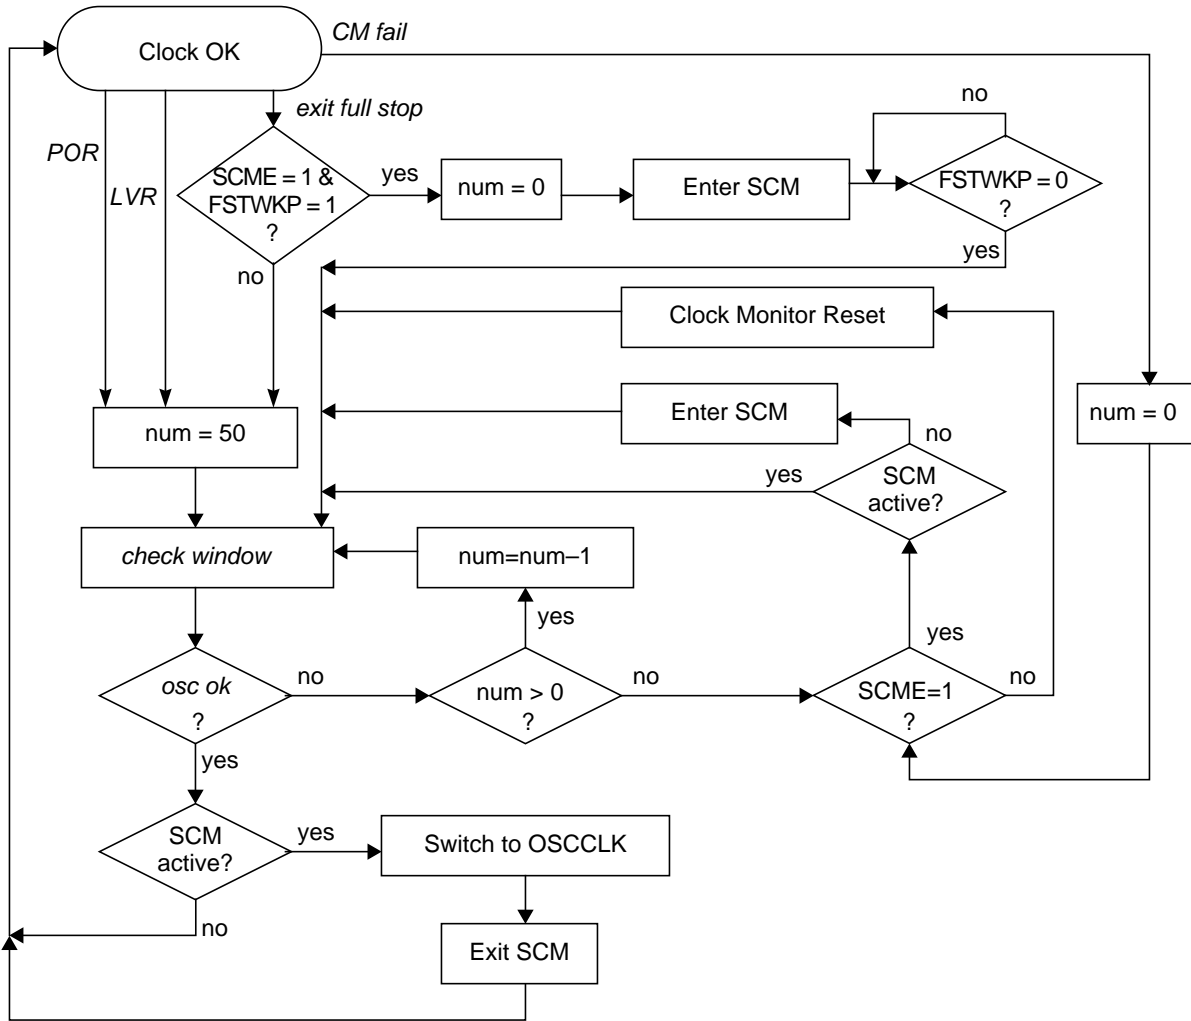 CM fail
Clock OK
exit full stop
no
POR
LVR
SCME = 1 &
FSTWKP = 1
?
yes
num = 0
Enter SCM
FSTWKP = 0
?
yes
no
Clock Monitor Reset
Enter SCM
num = 0
num = 50
no
SCM
active?
yes
check window
num=num–1
yes
yes
osc ok
?
no
num > 0
?
no
SCME=1
?
no
yes
SCM
active?
yes
Switch to OSCCLK
no
Exit SCM